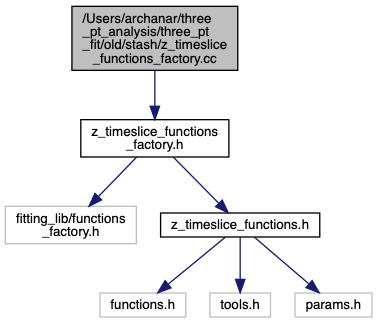 /Users/archanar/three
_pt_analysis/three_pt
_fit/old/stash/z_timeslice
_functions_factory.cc
z_timeslice_functions
_factory.h
fitting_lib/functions
_factory.h
z_timeslice_functions.h
functions.h
tools.h
params.h